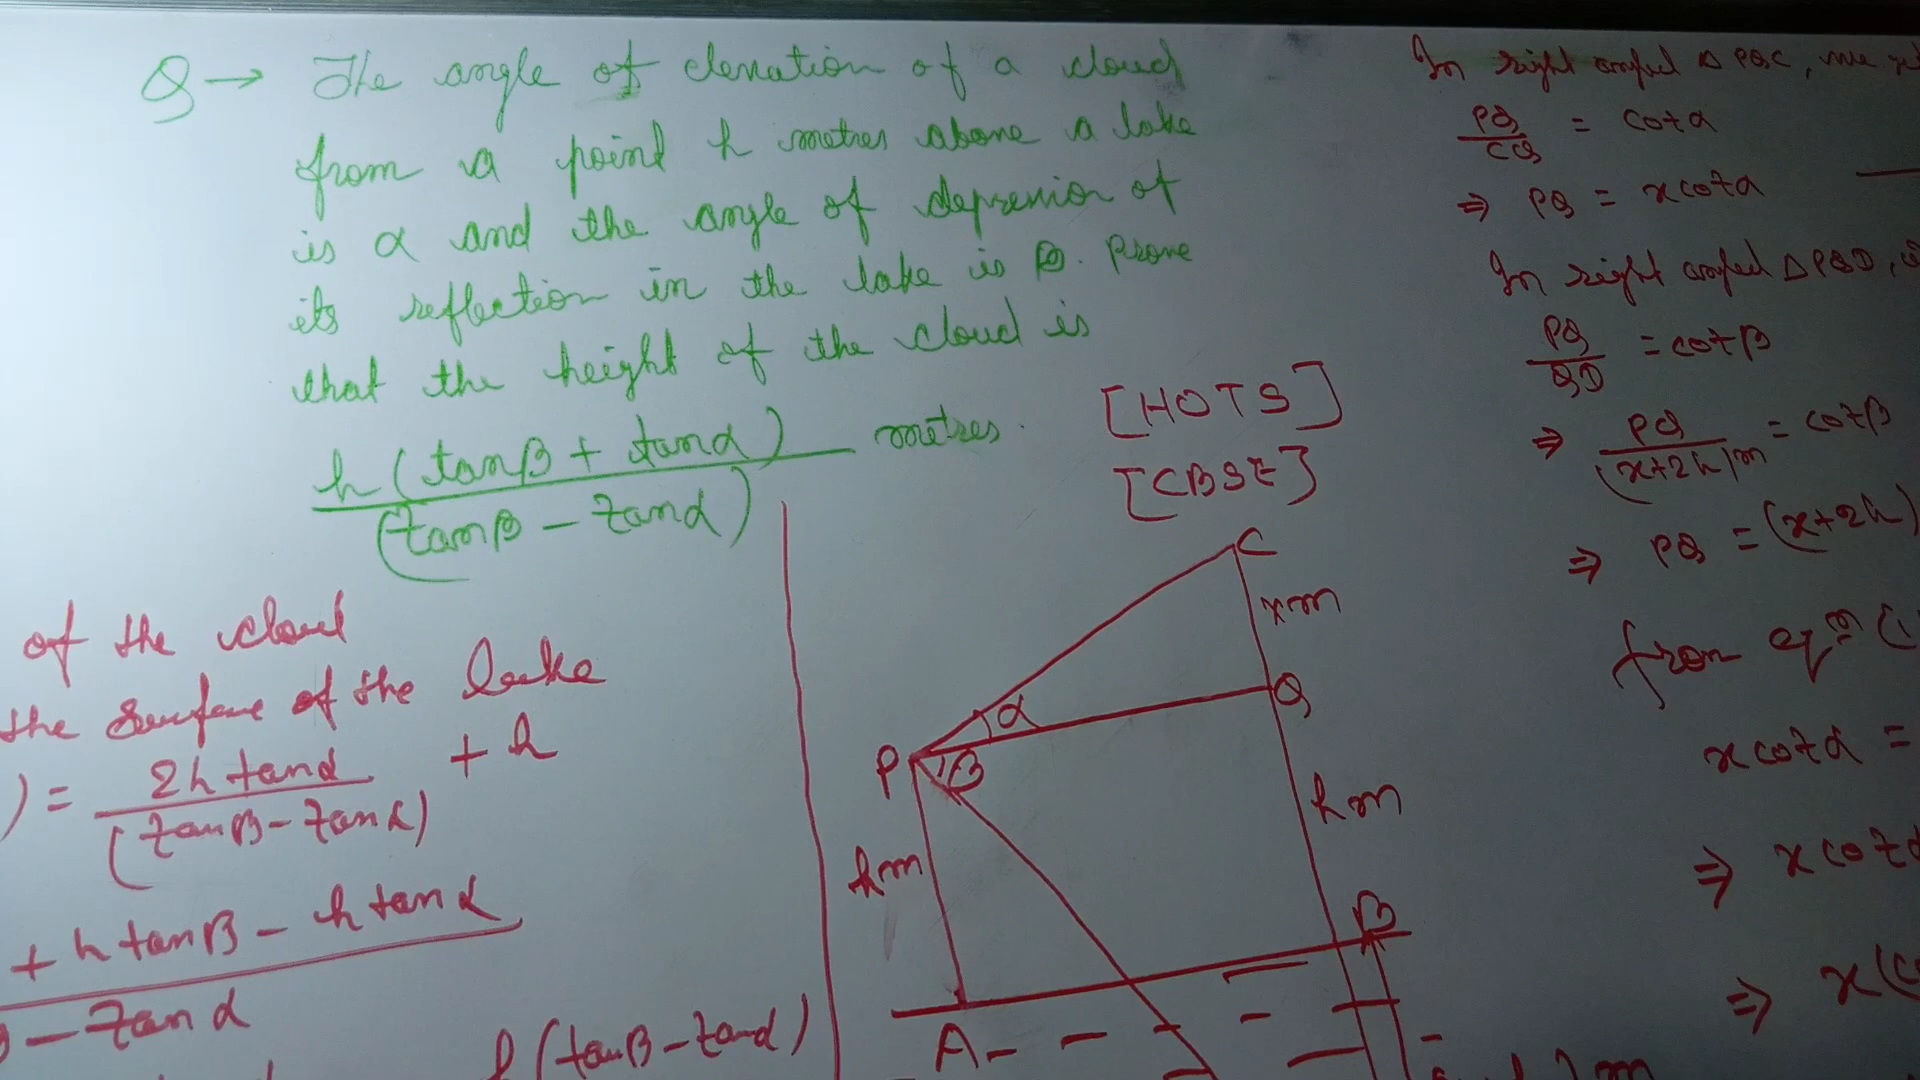 Q → The angle of elevation of a cloud
from a point h metres above a lake
is α and the angle of depression of
its reflection in the lake is β. Prove
that the height of the cloud is
h (tanβ + tanα) / (tanβ − tanα) metres.
[HOTS]
[CBSE]
of the cloud
the surface of the lake
) = 2h tanα / (tanβ − tanα) + h
+ h tanβ − h tanα
− tanα
(tanβ − tanα)
C
x m
Q
α
P
β
h m
h m
B
A
In right angled Δ PQC, we
PQ / CQ = cotα
⇒ PQ = x cotα
In right angled Δ PQD,
PQ / QD = cotβ
⇒ PQ / (x+2h) m = cotβ
⇒ PQ = (x+2h)
from eqn (
x cotα =
⇒ x cot
⇒ x (
m